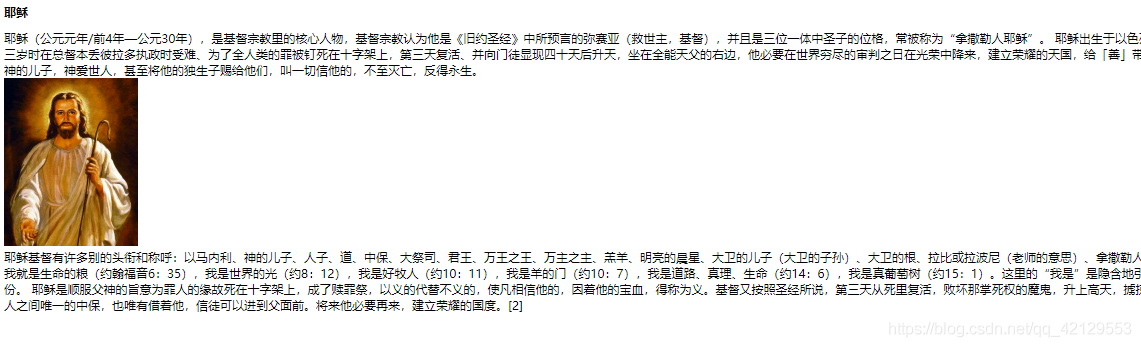 耶稣
耶稣（公元元年/前4年—公元30年），是基督宗教里的核心人物，基督宗教认为他是《旧约圣经》中所预言的弥赛亚（救世主，基督），并且是三位一体中圣子的位格，常被称为“拿撒勒人耶稣”。 耶稣出生于以色
三岁时在总督本丢彼拉多执政时受难、为了全人类的罪被钉死在十字架上，第三天复活、并向门徒显现四十天后升天，坐在全能天父的右边，他必要在世界穷尽的审判之日在光荣中降来，建立荣耀的天国，给「善」带
神的儿子，神爱世人，甚至将他的独生子赐给他们，叫一切信他的，不至灭亡，反得永生。
耶稣基督有许多别的头衔和称呼：以马内利、神的儿子、人子、道、中保、大祭司、君王、万王之王、万主之主、羔羊、明亮的晨星、大卫的儿子（大卫的子孙）、大卫的根、拉比或拉波尼（老师的意思）、拿撒勒人
我就是生命的粮（约翰福音6：35），我是世界的光（约8：12），我是好牧人（约10：11），我是羊的门（约10：7），我是道路、真理、生命（约14：6），我是真葡萄树（约15：1）。这里的“我是”是隐含地引
份。 耶稣是顺服父神的旨意为罪人的缘故死在十字架上，成了赎罪祭，以义的代替不义的，使凡相信他的，因着他的宝血，得称为义。基督又按照圣经所说，第三天从死里复活，败坏那掌死权的魔鬼，升上高天，掳掠
人之间唯一的中保，也唯有借着他，信徒可以进到父面前。将来他必要再来，建立荣耀的国度。[2]
https://blog.csdn.net/qq_42129553